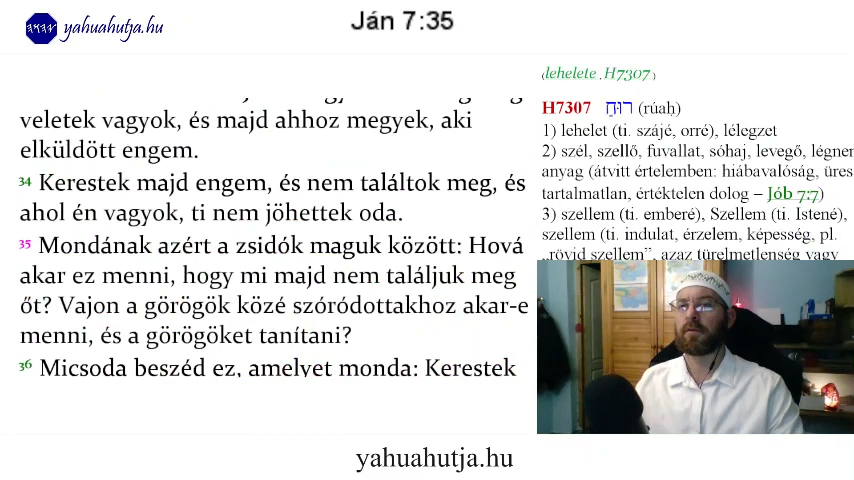 yahuahutja.hu
Ján 7:35
veletek vagyok, és majd ahhoz megyek, aki
elküldött engem.
34 Kerestek majd engem, és nem találtok meg, és
ahol én vagyok, ti nem jöhettek oda.
35 Mondának azért a zsidók maguk között: Hová
akar ez menni, hogy mi majd nem találjuk meg
őt? Vajon a görögök közé szóródottakhoz akar-e
menni, és a görögöket tanítani?
36 Micsoda beszéd ez, amelyet monda: Kerestek
(lehelete , H7307 )
H7307 רוּחַ (rúaḥ)
1) lehelet (ti. szájé, orré), lélegzet
2) szél, szellő, fuvallat, sóhaj, levegő, légnem
anyag (átvitt értelemben: hiábavalóság, üres
tartalmatlan, értéktelen dolog – Jób 7:7)
3) szellem (ti. emberé), Szellem (ti. Istené),
szellem (ti. indulat, érzelem, képesség, pl.
„rövid szellem”, azaz türelmetlenség vagy
yahuahutja.hu